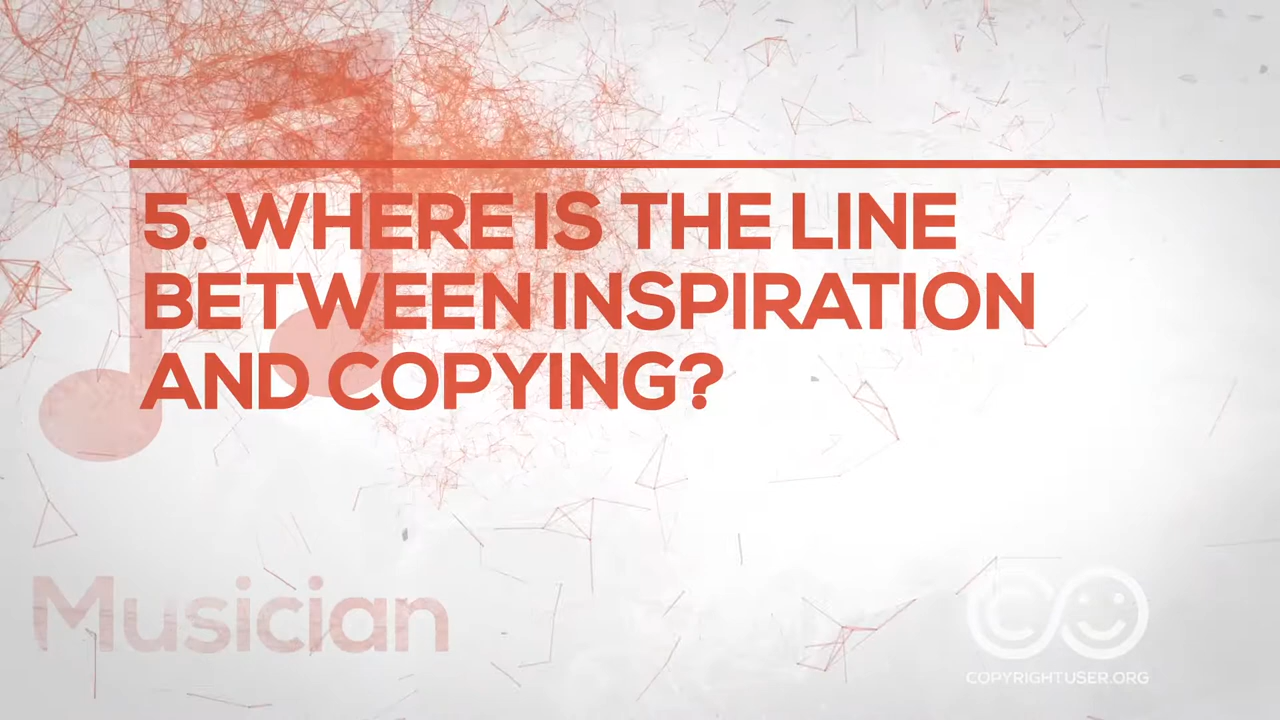 5. WHERE IS THE LINE
BETWEEN INSPIRATION
AND COPYING?
Musician
COPYRIGHTUSER.ORG